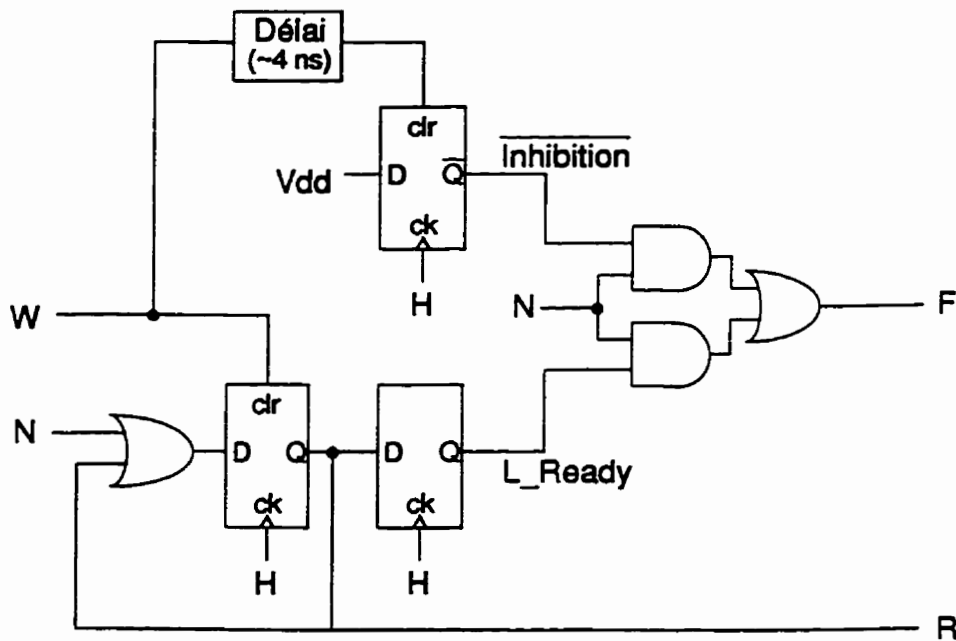 Délai
(~4 ns)
clr
Inhibition
Vdd
D
Q
ck
H
W
N
F
clr
N
D
Q
D
Q
L_Ready
ck
ck
H
H
R